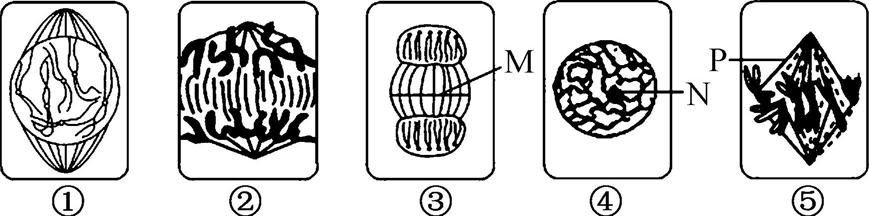 M
N
P
① ② ③ ④ ⑤